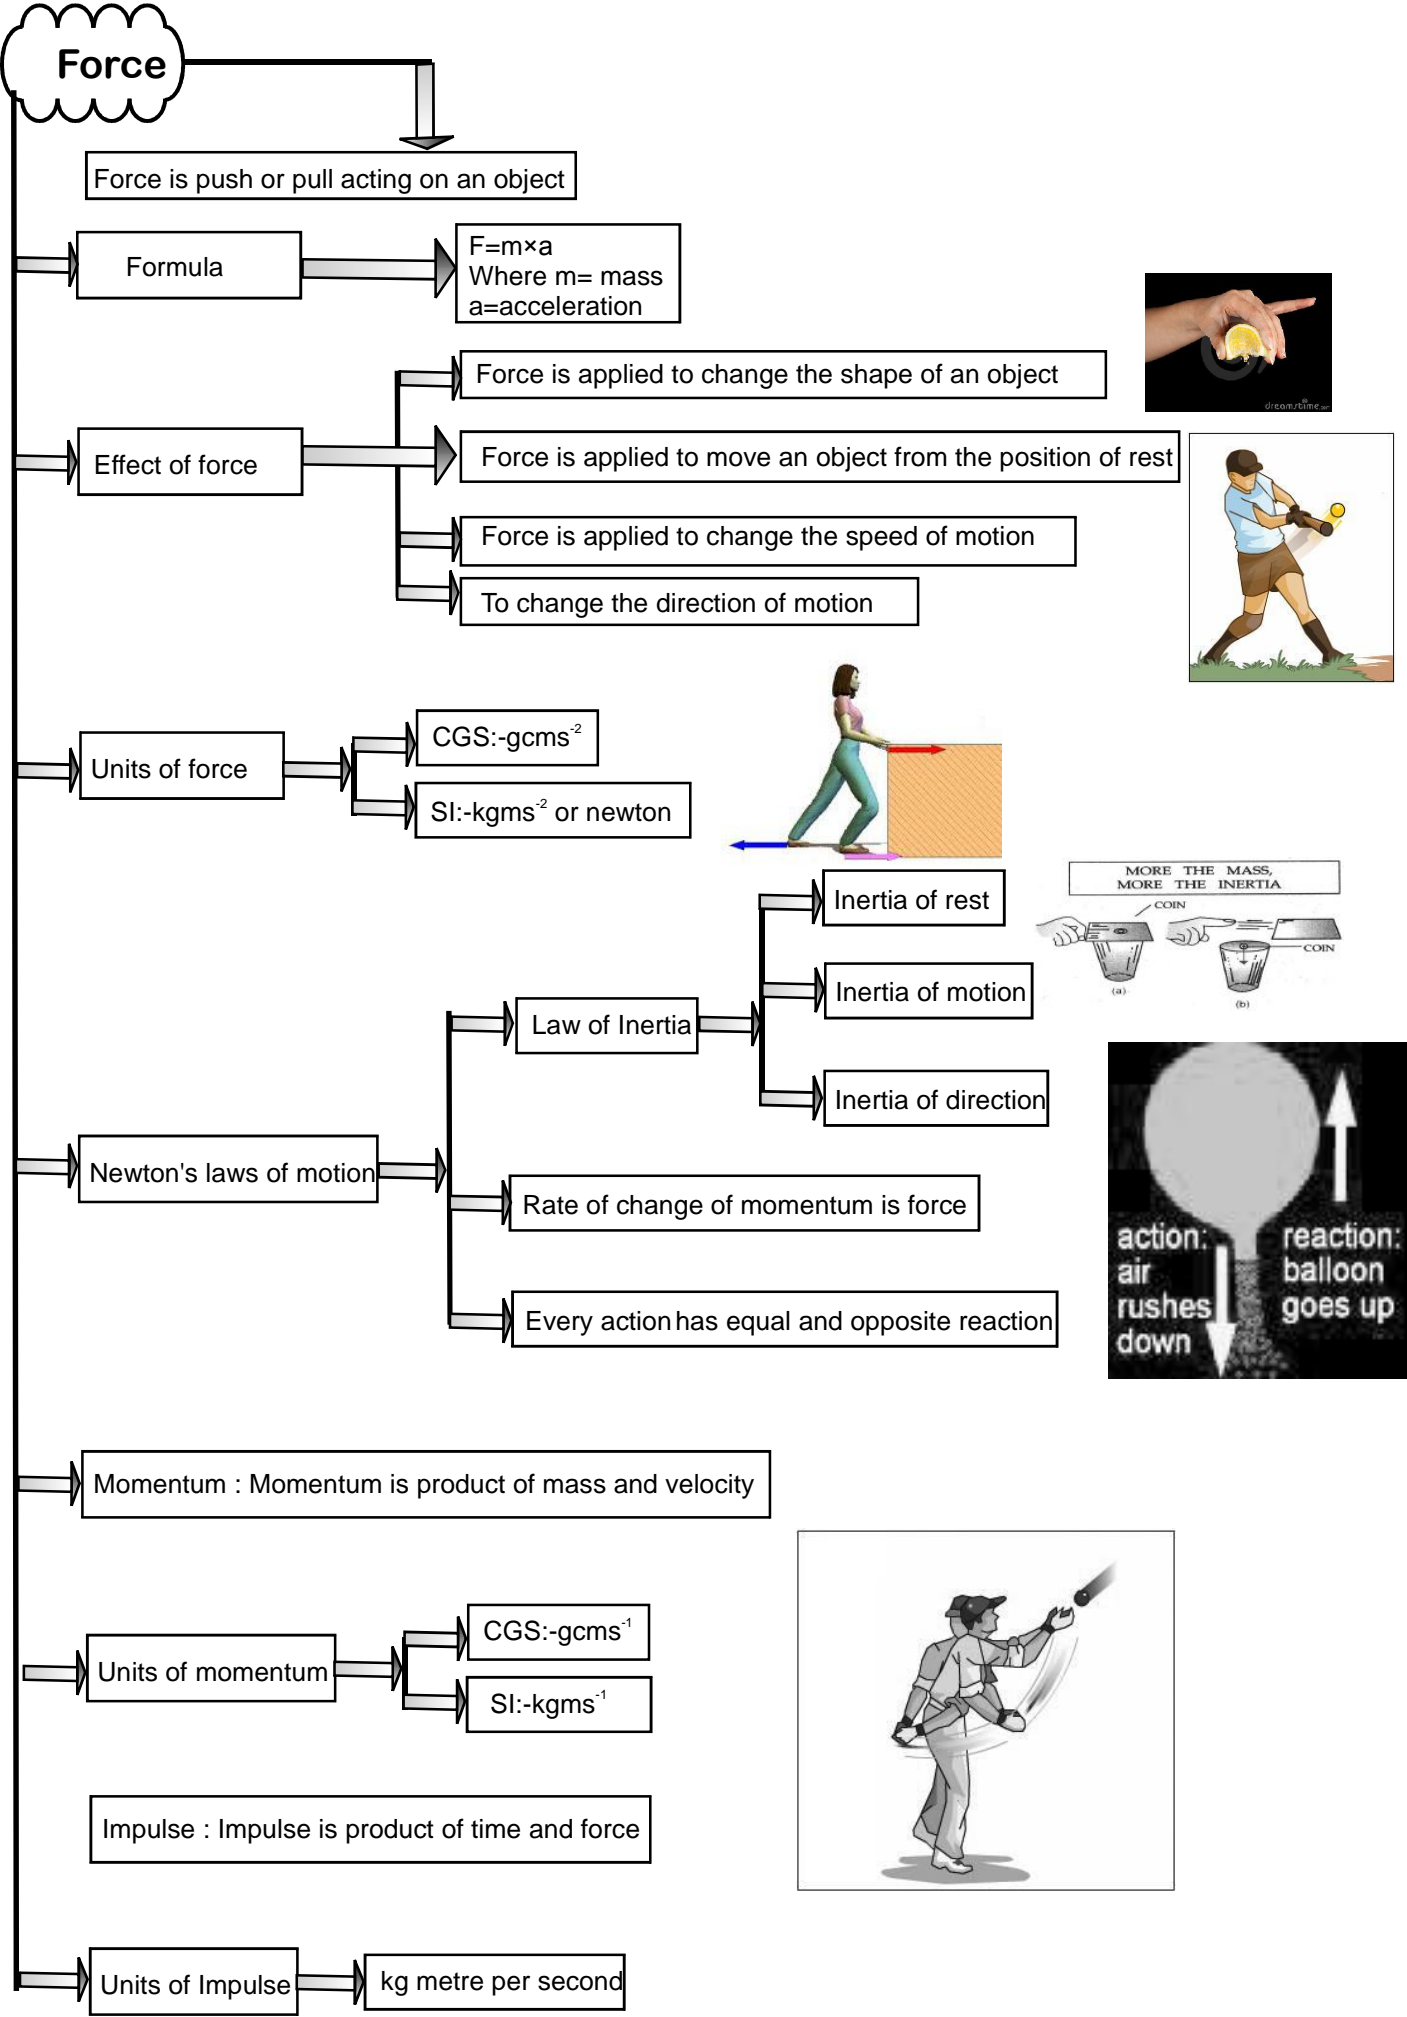 Force
Force is push or pull acting on an object
Formula
F=m×a
Where m= mass
a=acceleration
dreamstime
Force is applied to change the shape of an object
Effect of force
Force is applied to move an object from the position of rest
Force is applied to change the speed of motion
To change the direction of motion
Units of force
CGS:-gcms⁻²
SI:-kgms⁻² or newton
MORE THE MASS,
MORE THE INERTIA
COIN
COIN
(a)
(b)
Inertia of rest
Inertia of motion
Law of Inertia
Inertia of direction
Newton's laws of motion
Rate of change of momentum is force
Every action has equal and opposite reaction
action:
air
rushes
down
reaction:
balloon
goes up
Momentum : Momentum is product of mass and velocity
Units of momentum
CGS:-gcms⁻¹
SI:-kgms⁻¹
Impulse : Impulse is product of time and force
Units of Impulse
kg metre per second